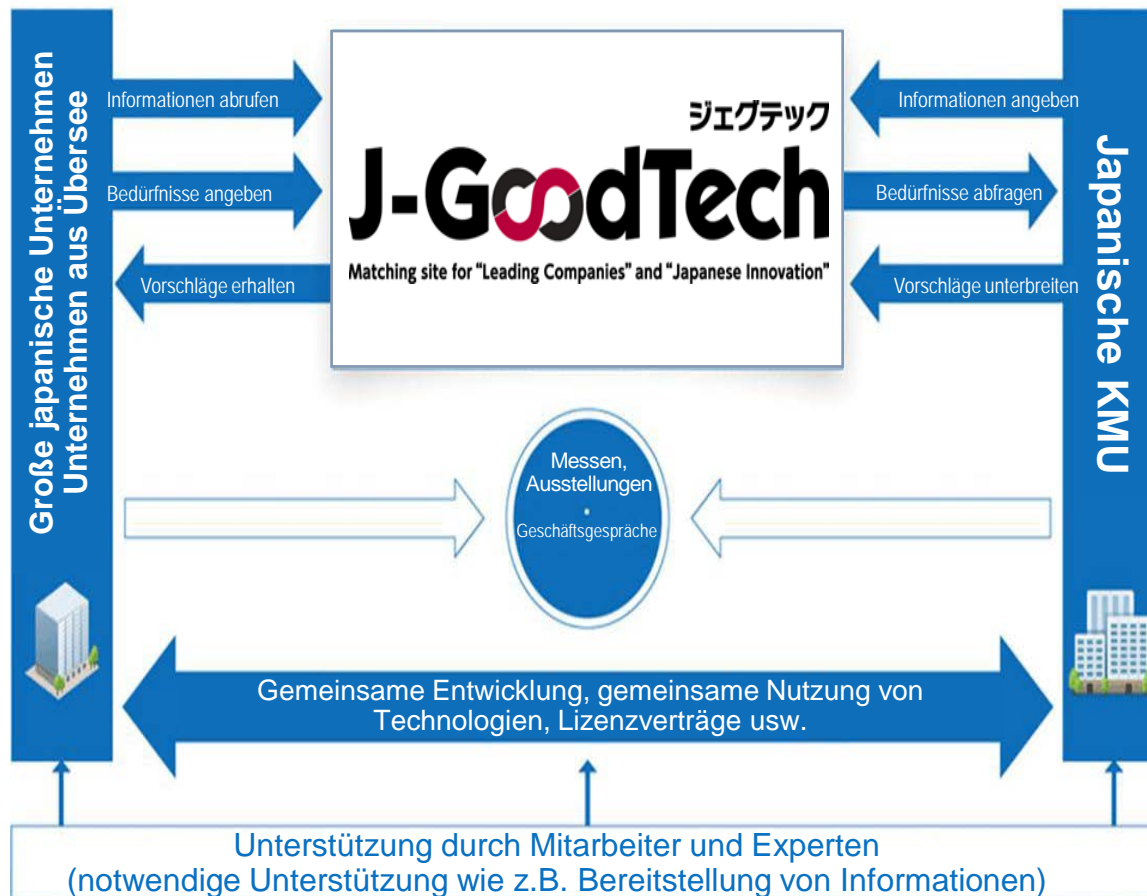 Große japanische Unternehmen
Unternehmen aus Übersee
Informationen abrufen
Bedürfnisse angeben
Vorschläge erhalten
ジェグテック
J-GoodTech
Matching site for “Leading Companies” and “Japanese Innovation”
Informationen angeben
Bedürfnisse abfragen
Vorschläge unterbreiten
Japanische KMU
Messen,
Ausstellungen
•
Geschäftsgespräche
Gemeinsame Entwicklung, gemeinsame Nutzung von
Technologien, Lizenzverträge usw.
Unterstützung durch Mitarbeiter und Experten
(notwendige Unterstützung wie z.B. Bereitstellung von Informationen)